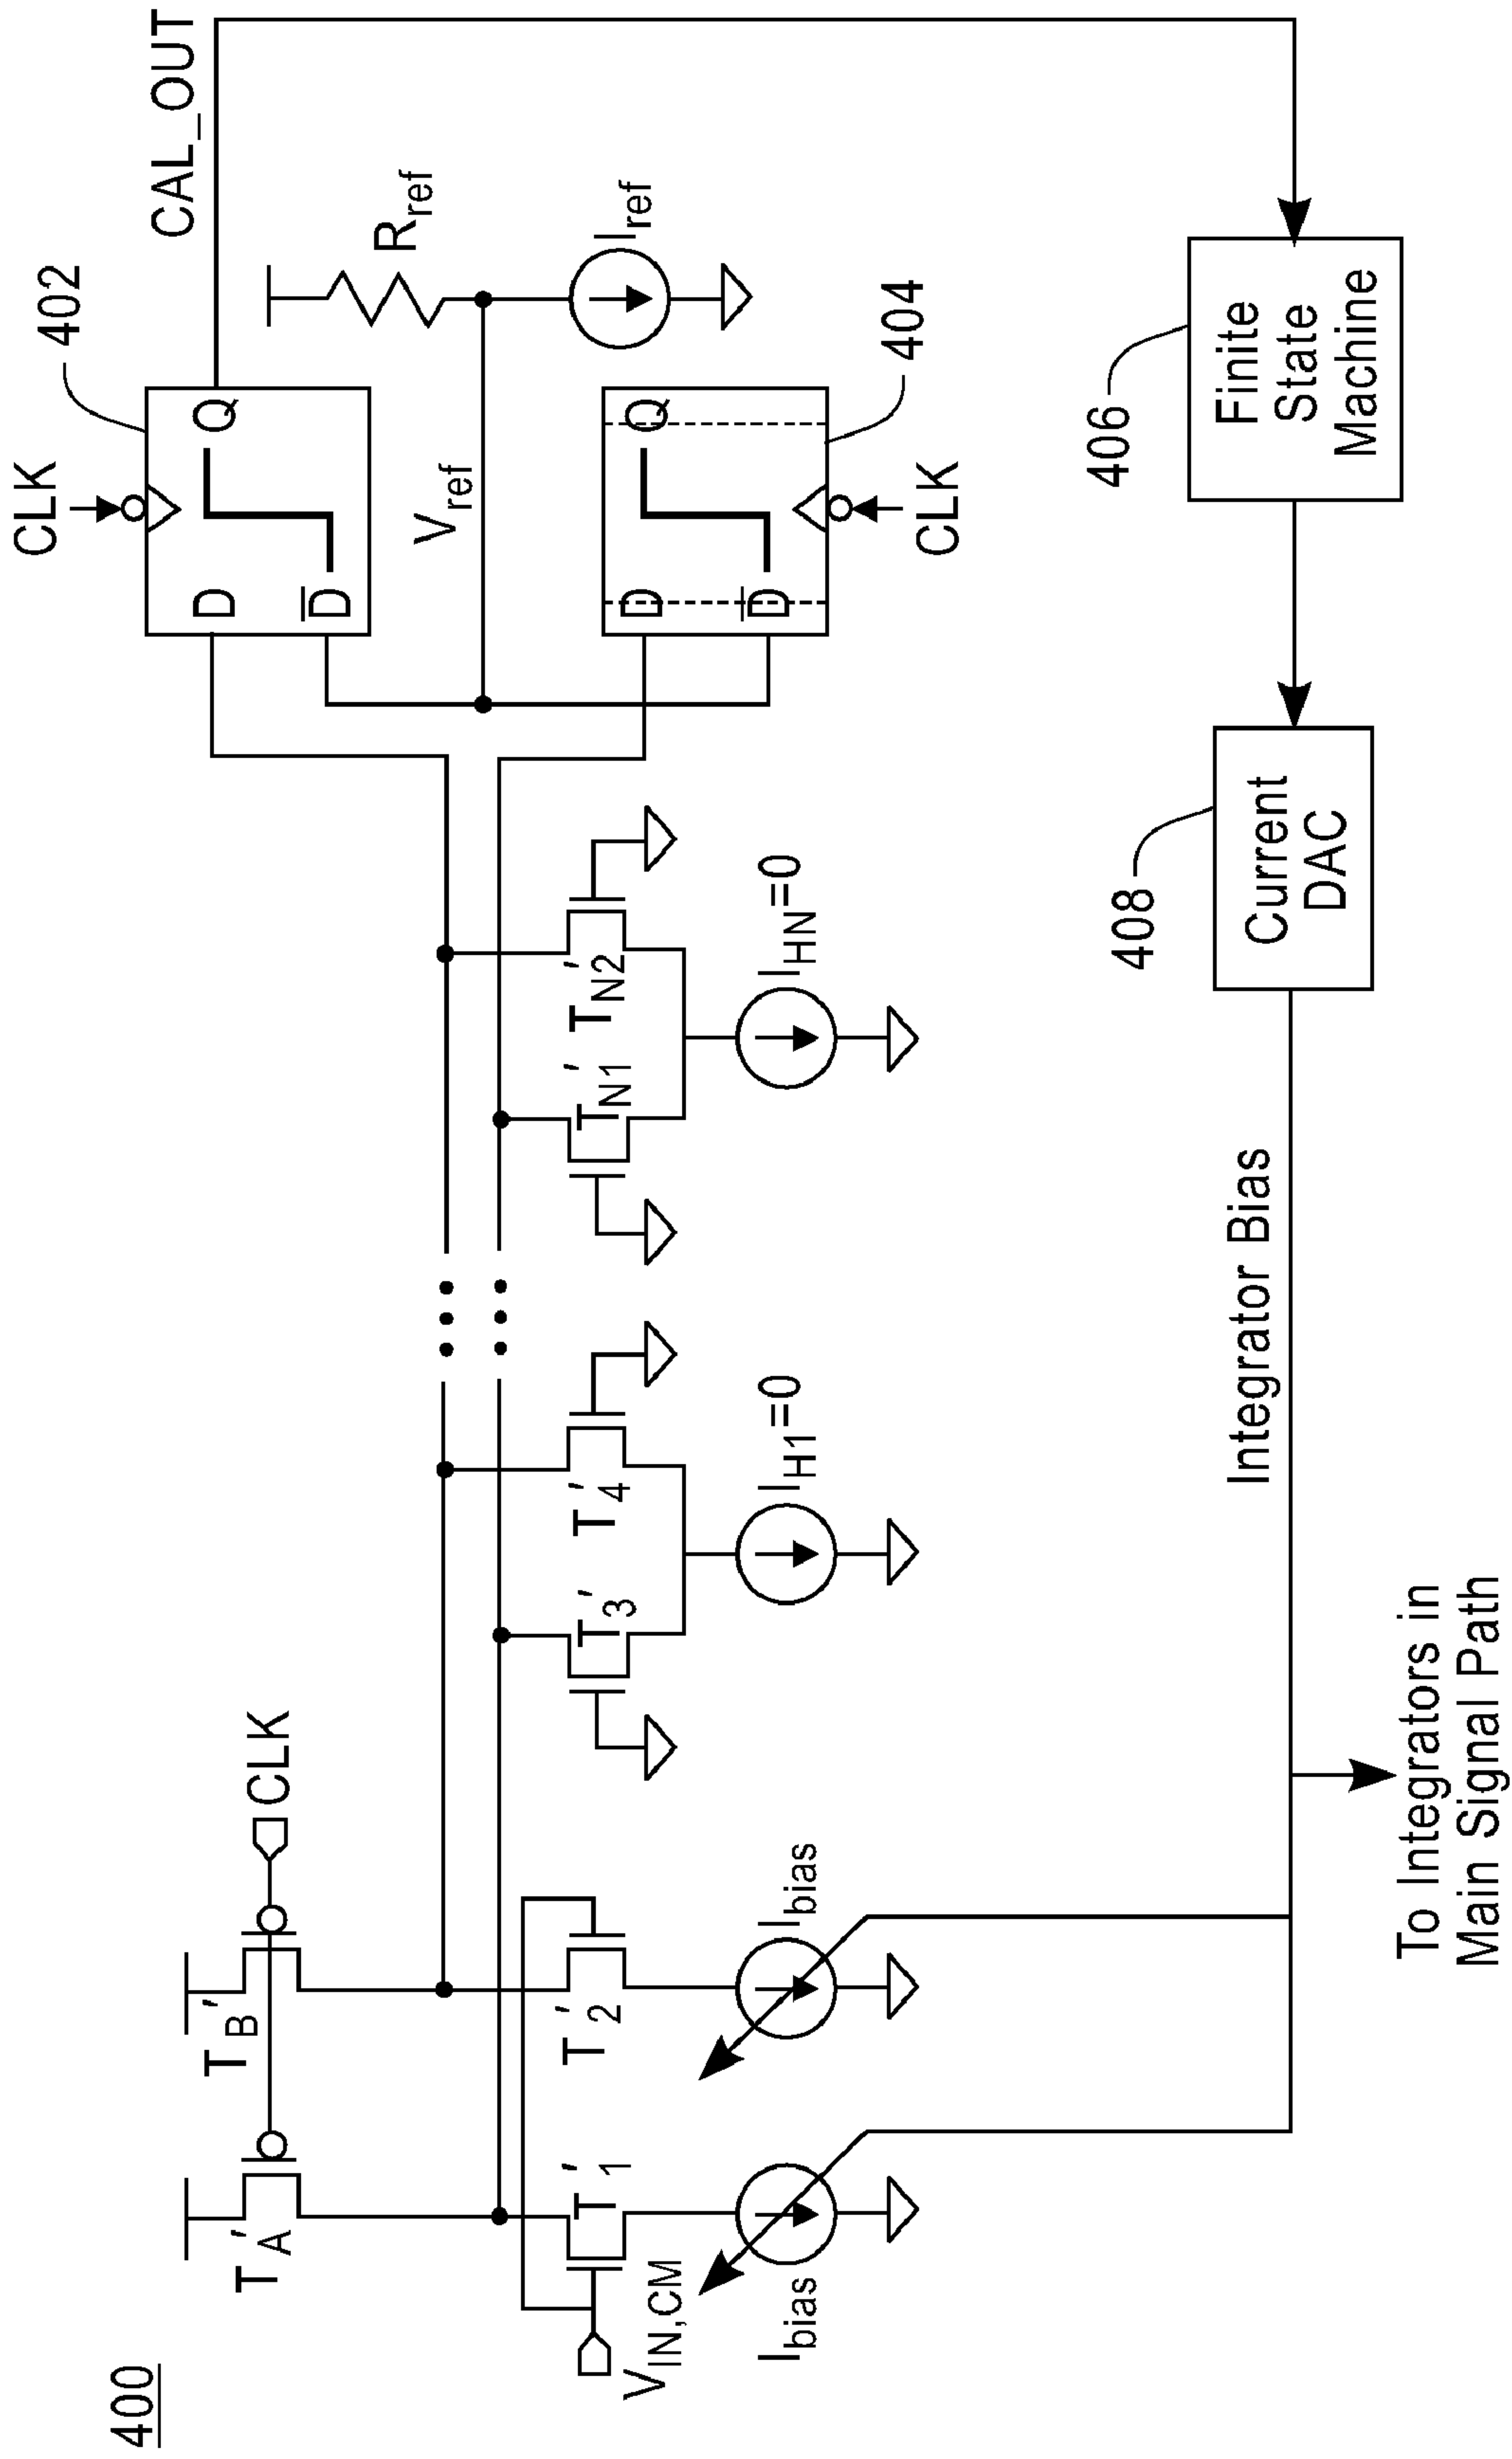 400
T'A
T'B
CLK
VIN,CM
T'1
T'2
Ibias
Ibias
T'3
T'4
IH1=0
T'N1
T'N2
IHN=0
CLK
402
D
Q
D̅
CAL_OUT
Vref
Rref
Iref
404
D
Q
D̅
CLK
406
Finite
State
Machine
408
Current
DAC
Integrator Bias
To Integrators in
Main Signal Path